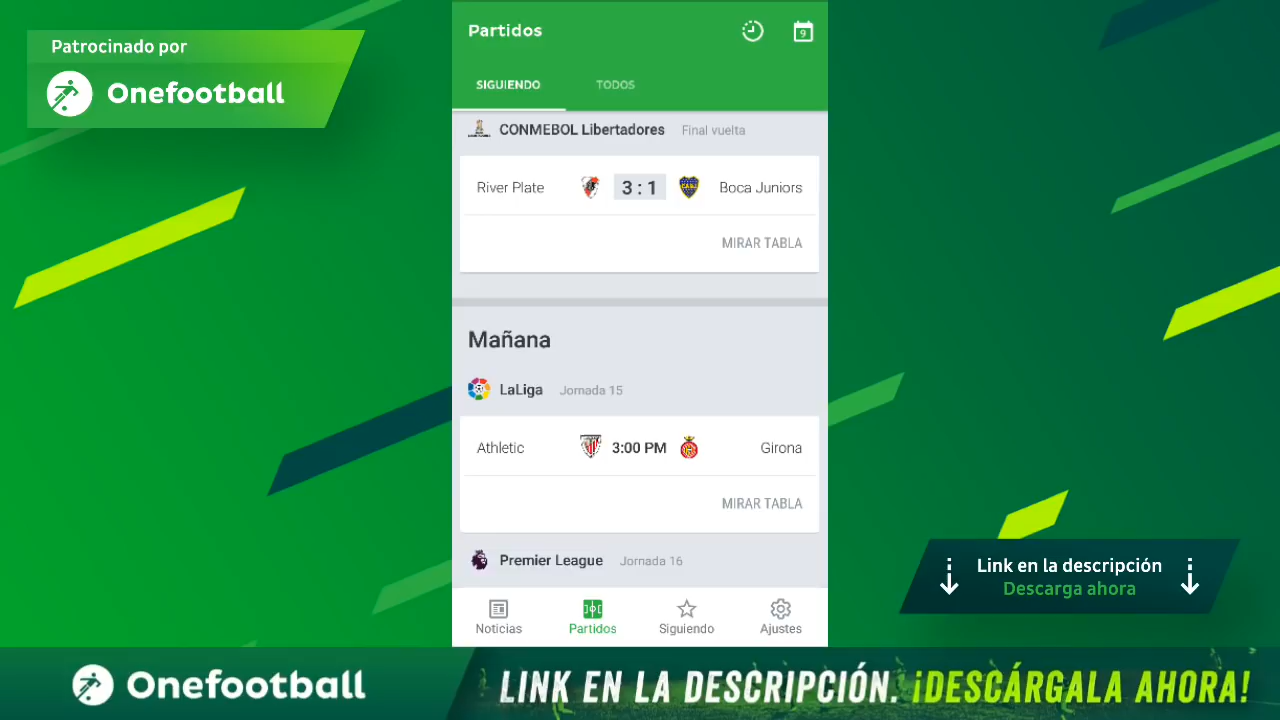 Patrocinado por
Onefootball
Partidos
9
SIGUIENDO TODOS
CONMEBOL Libertadores Final vuelta
River Plate 3 : 1 Boca Juniors
MIRAR TABLA
Mañana
LaLiga Jornada 15
Athletic 3:00 PM Girona
MIRAR TABLA
Premier League Jornada 16
Noticias Partidos Siguiendo Ajustes
Link en la descripción
Descarga ahora
Onefootball
LINK EN LA DESCRIPCIÓN. ¡DESCÁRGALA AHORA!